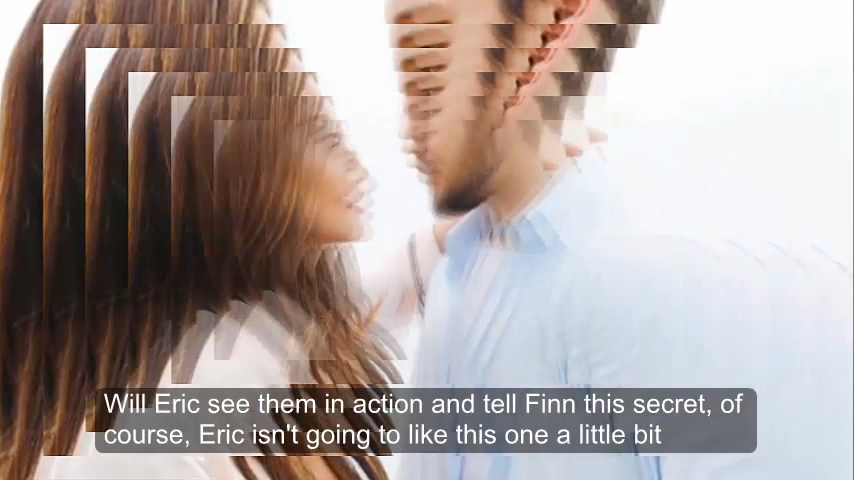 Will Eric see them in action and tell Finn this secret, of
course, Eric isn't going to like this one a little bit